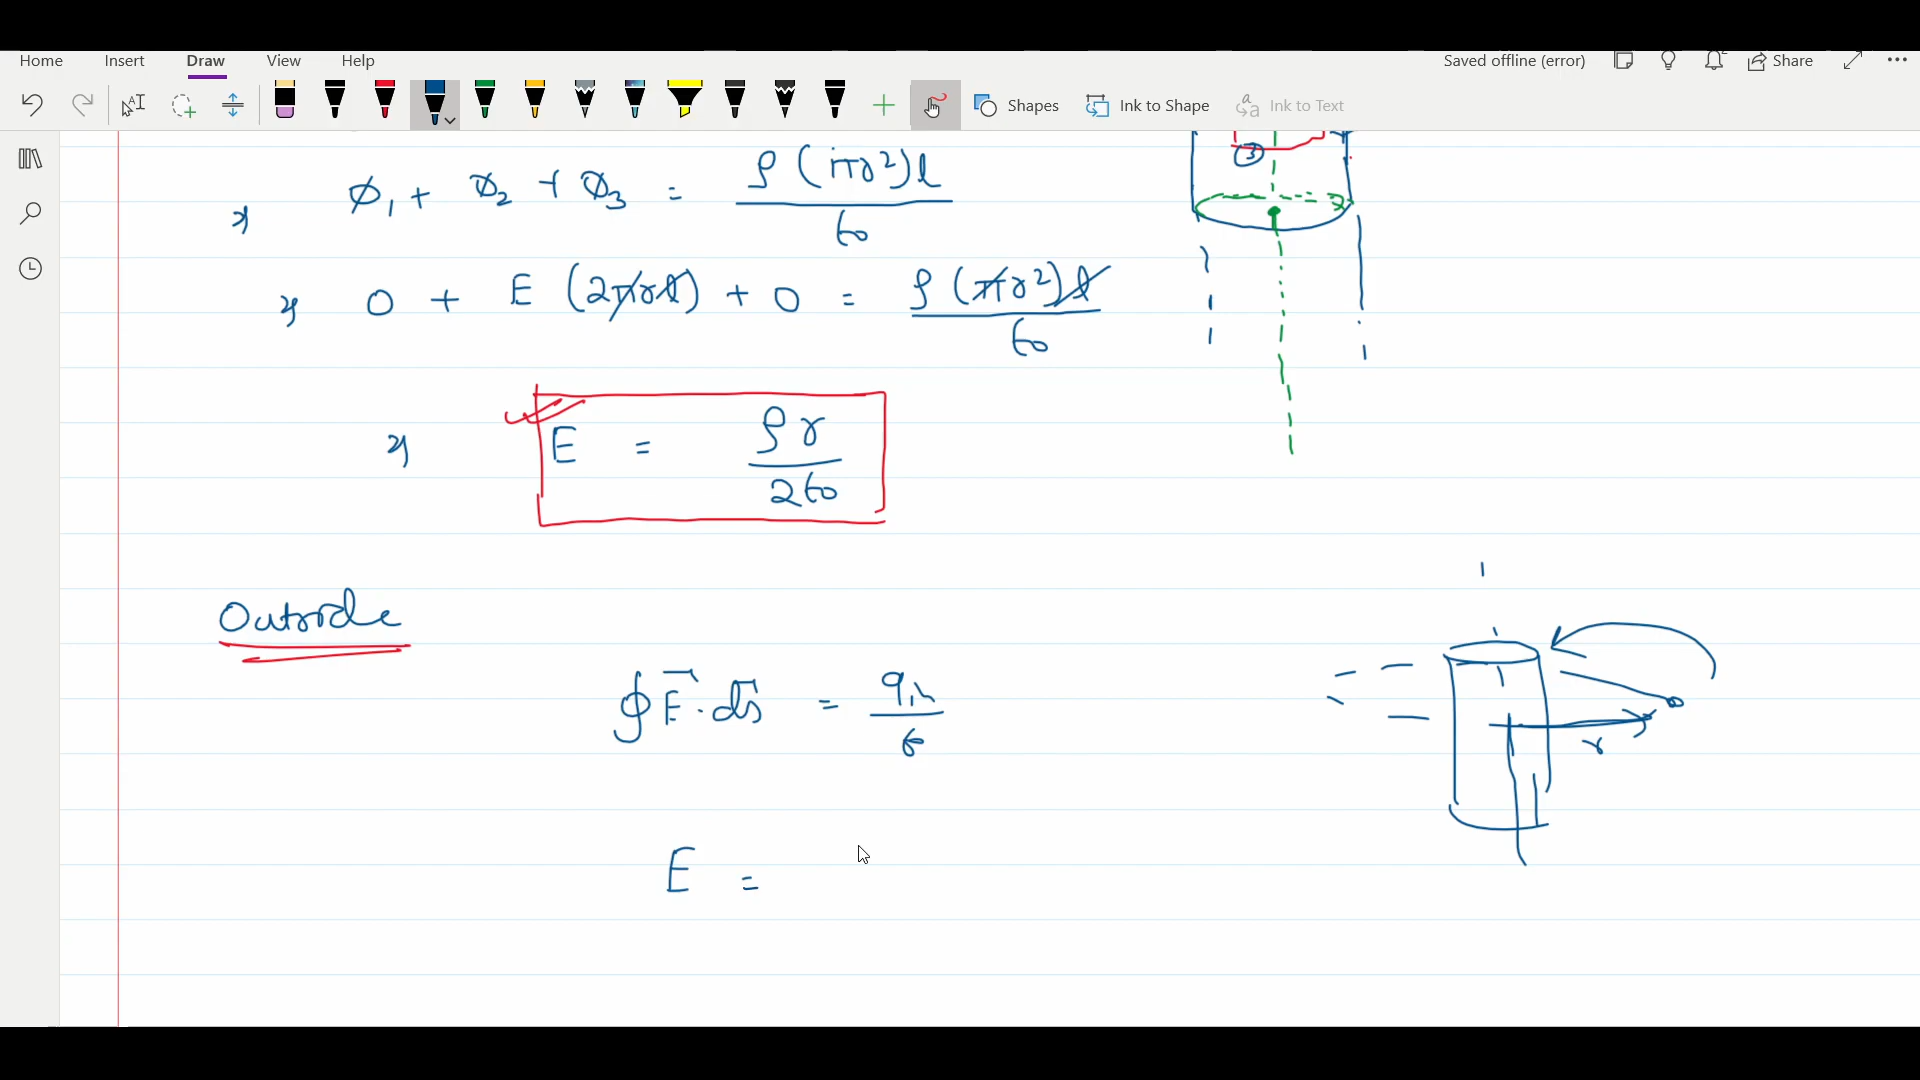 Home Insert Draw View Help Saved offline (error) Share
Shapes Ink to Shape Ink to Text
⇒ Φ₁ + Φ₂ + Φ₃ = ρ(πr²)l / ϵ₀
③
⇒ 0 + E (2πrl) + 0 = ρ(πr²)l / ϵ₀
⇒ E = ρr / 2ϵ₀
Outside
∮ E⃗ · ds⃗ = qin / ϵ₀
r
E =